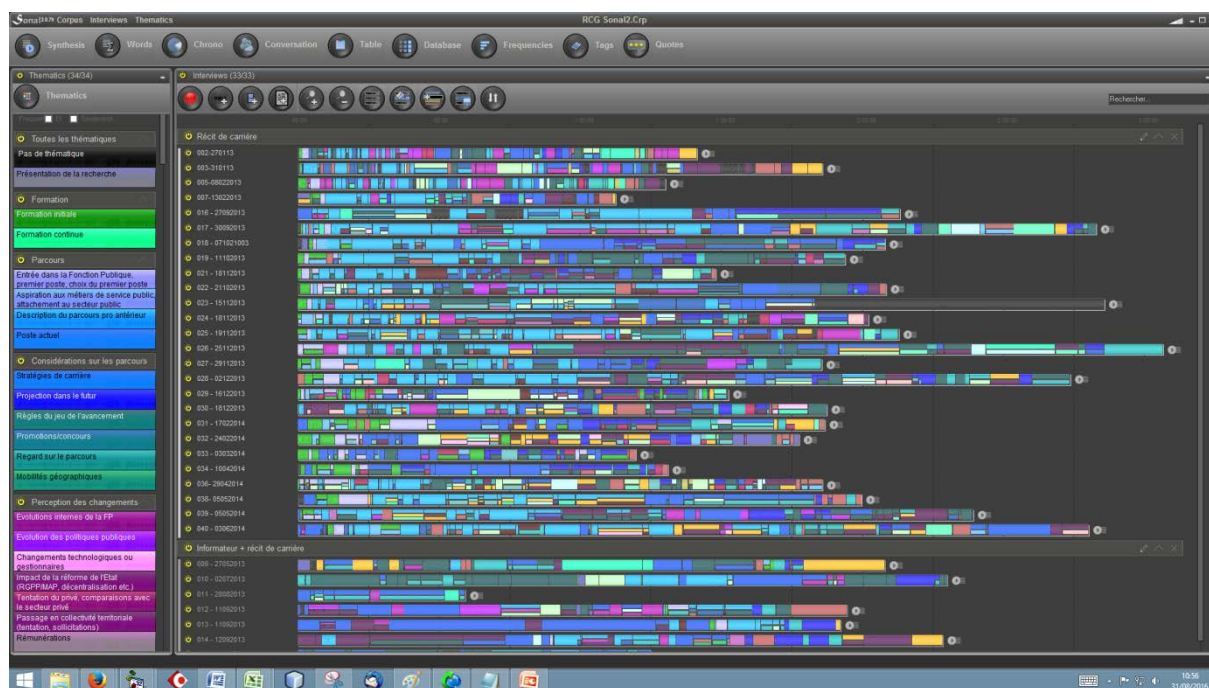 Sonal Corpus Interviews Thematics
RCG Sonal2.Crp
Synthesis Words Chrono Conversation Table Database Frequencies Tags Quotes
Thematics (34/34)
Interviews (33/33)
Thematics
Rechercher...
Toutes les thématiques
Pas de thématique
Présentation de la recherche
Formation
Formation initiale
Formation continue
Parcours
Entrée dans la Fonction Publique,
premier poste, choix du premier poste
Aspiration aux métiers de service public,
attachement au secteur public
Description du parcours pro antérieur
Poste actuel
Considérations sur les parcours
Stratégies de carrière
Projection dans le futur
Règles du jeu de l'avancement
Promotions/concours
Regard sur le parcours
Mobilités géographiques
Perception des changements
Evolutions internes de la FP
Evolution des politiques publiques
Changements technologiques ou
gestionnaires
Impact de la réforme de l'Etat
(RGPP/MAP, décentralisation etc.)
Tentation du privé, comparaisons avec
le secteur privé
Passage en collectivité territoriale
(tentation, sollicitations)
Rémunérations
Récit de carrière
002-270113
003-310113
005-08022013
007-13022013
016 - 27092013
017 - 30092013
018 - 071021003
019 - 11102013
021 - 18112013
022 - 21102013
023 - 15112013
024 - 18112013
025 - 19112013
026 - 25112013
027 - 29112013
028 - 02122013
029 - 16122013
030 - 18122013
031 - 17022014
032 - 24022014
033 - 03032014
034 - 10042014
036- 29042014
038- 05052014
039 - 05052014
040 - 03062014
Informateur + récit de carrière
009 - 27052013
010 - 02072013
011 - 28082013
012 - 11092013
013 - 11092013
014 - 12092013
10:56
31/08/2016